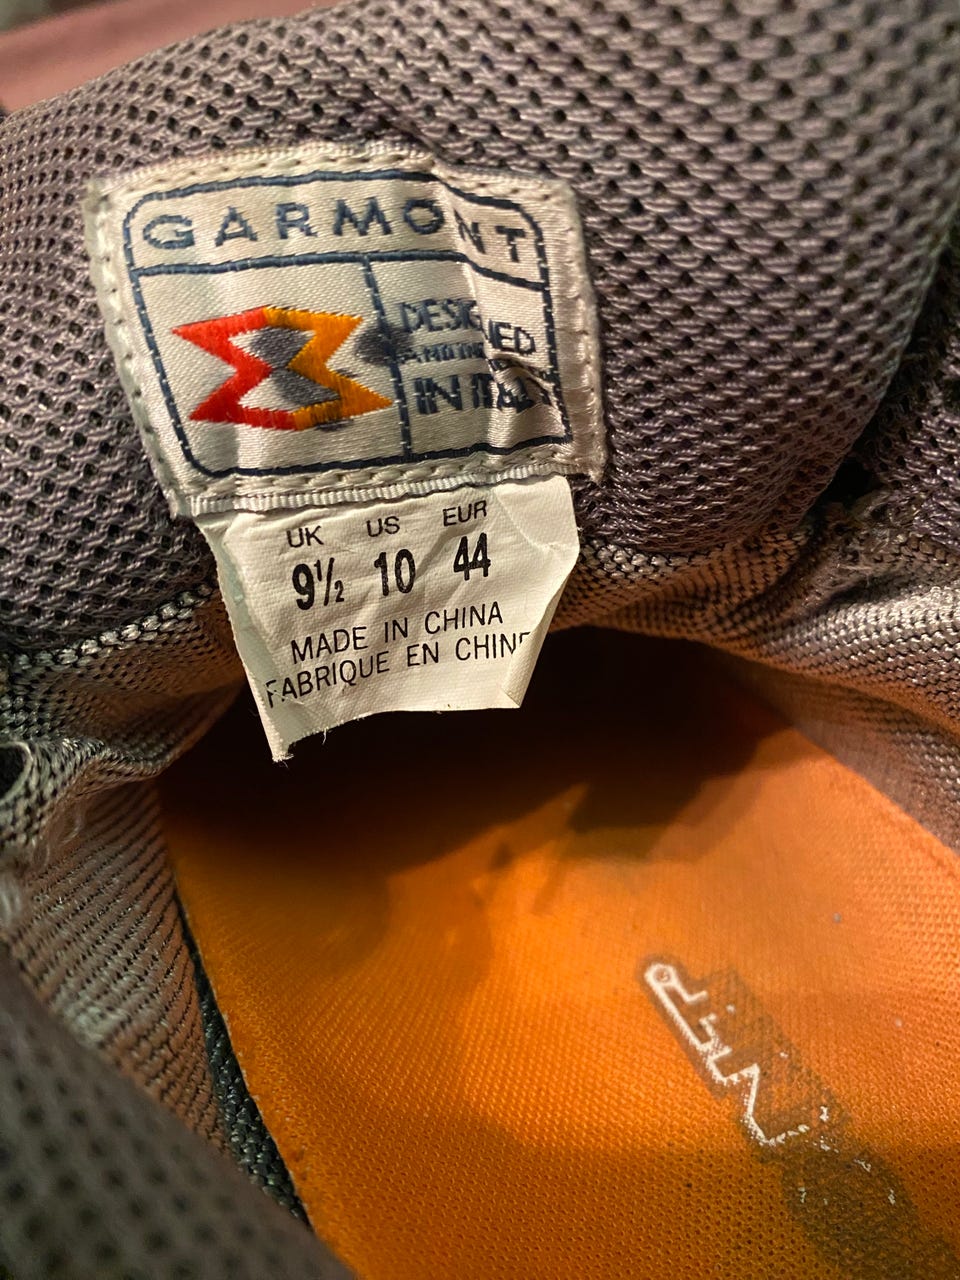 GARMONT
DESIGNED
IN ITALY
UK US EUR
9½ 10 44
MADE IN CHINA
FABRIQUE EN CHINE